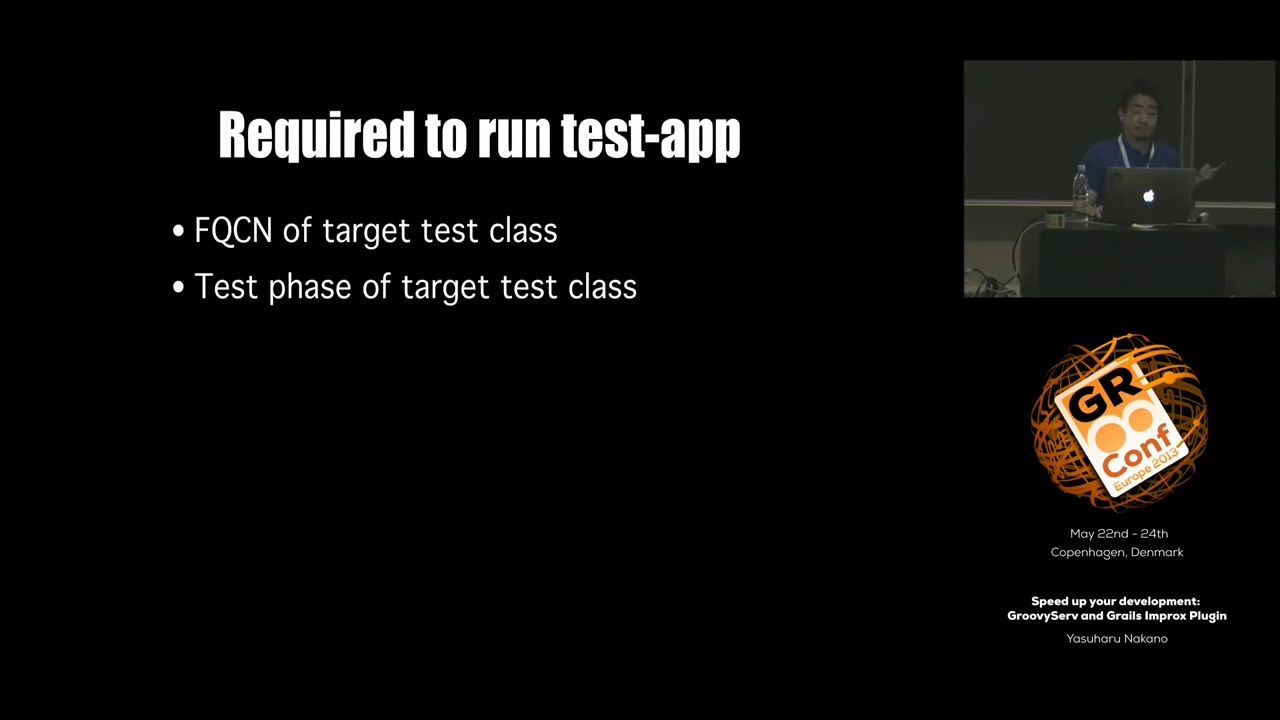 Required to run test-app
• FQCN of target test class
• Test phase of target test class
GR
Conf
Europe 2013
May 22nd - 24th
Copenhagen, Denmark
Speed up your development:
GroovyServ and Grails Improx Plugin
Yasuharu Nakano